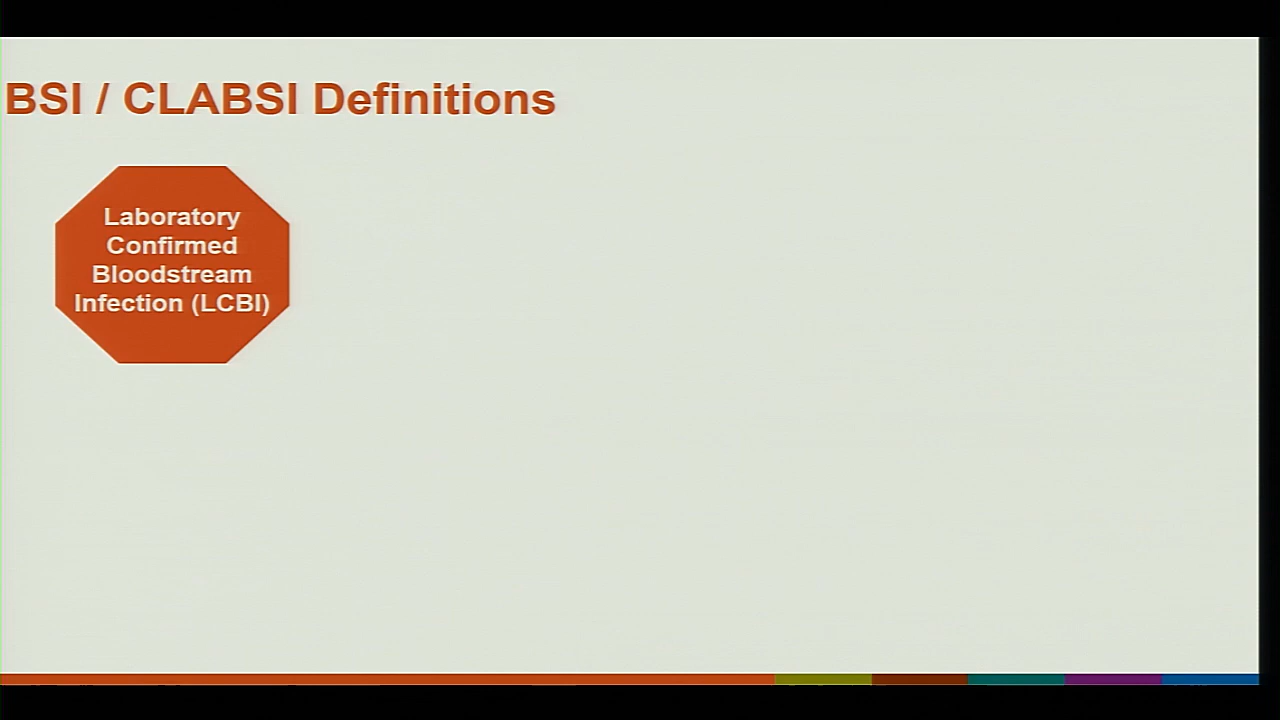 BSI / CLABSI Definitions
Laboratory
Confirmed
Bloodstream
Infection (LCBI)